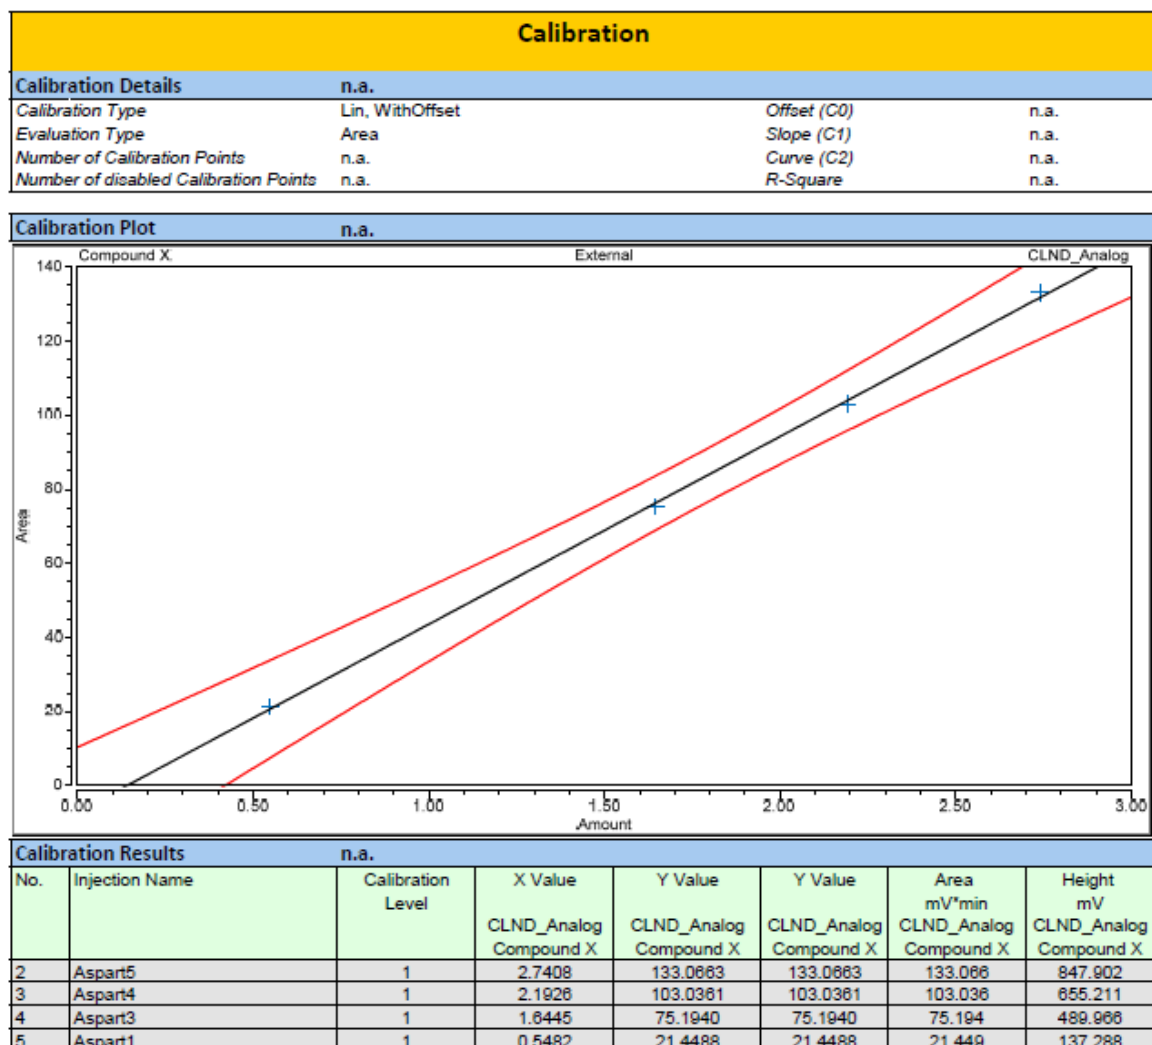 Calibration
Calibration Details n.a.
Calibration Type Lin, WithOffset Offset (C0) n.a.
Evaluation Type Area Slope (C1) n.a.
Number of Calibration Points n.a. Curve (C2) n.a.
Number of disabled Calibration Points n.a. R-Square n.a.
Calibration Plot n.a.
Compound X External CLND_Analog
140
120
100
80
60
40
20
0
Area
0.00 0.50 1.00 1.50 2.00 2.50 3.00
Amount
Calibration Results n.a.
No. Injection Name Calibration X Value Y Value Y Value Area Height
Level mV*min mV
CLND_Analog CLND_Analog CLND_Analog CLND_Analog CLND_Analog
Compound X Compound X Compound X Compound X Compound X
2 Aspart5 1 2.7408 133.0663 133.0663 133.066 847.902
3 Aspart4 1 2.1926 103.0361 103.0361 103.036 655.211
4 Aspart3 1 1.6445 75.1940 75.1940 75.194 489.966
5 Aspart1 1 0.5482 21.4488 21.4488 21.449 137.288